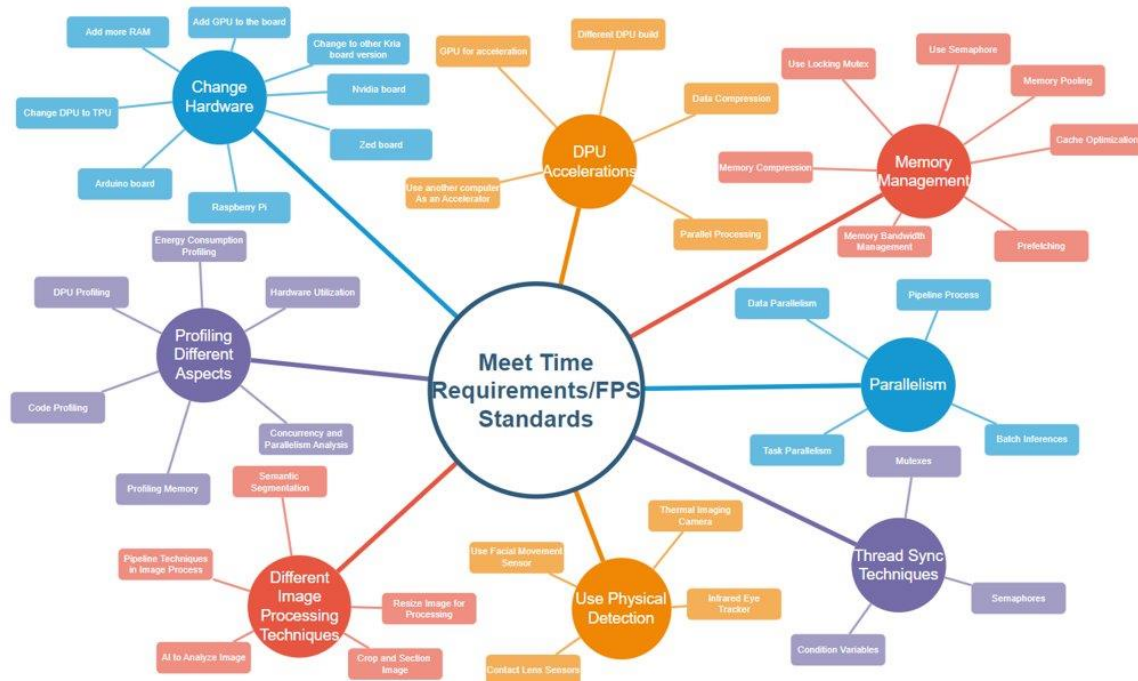 Add GPU to the board
Add more RAM
Change to other Kria
board version
Change
Hardware
Nvidia board
Change DPU to TPU
Zed board
Arduino board
Raspberry Pi
Different DPU build
GPU for acceleration
Data Compression
DPU
Accelerations
Use another computer
As an Accelerator
Parallel Processing
Use Semaphore
Use Locking Mutex
Memory Pooling
Cache Optimization
Memory
Management
Memory Compression
Memory Bandwidth
Management
Prefetching
Energy Consumption
Profiling
DPU Profiling
Hardware Utilization
Profiling
Different
Aspects
Code Profiling
Concurrency and
Parallelism Analysis
Profiling Memory
Meet Time
Requirements/FPS
Standards
Data Parallelism
Pipeline Process
Parallelism
Task Parallelism
Batch Inferences
Semantic
Segmentation
Pipeline Techniques
in Image Process
Different
Image
Processing
Techniques
Resize Image for
Processing
AI to Analyze Image
Crop and Section
Image
Thermal Imaging
Camera
Use Facial Movement
Sensor
Use Physical
Detection
Infrared Eye
Tracker
Contact Lens Sensors
Mutexes
Thread Sync
Techniques
Semaphores
Condition Variables